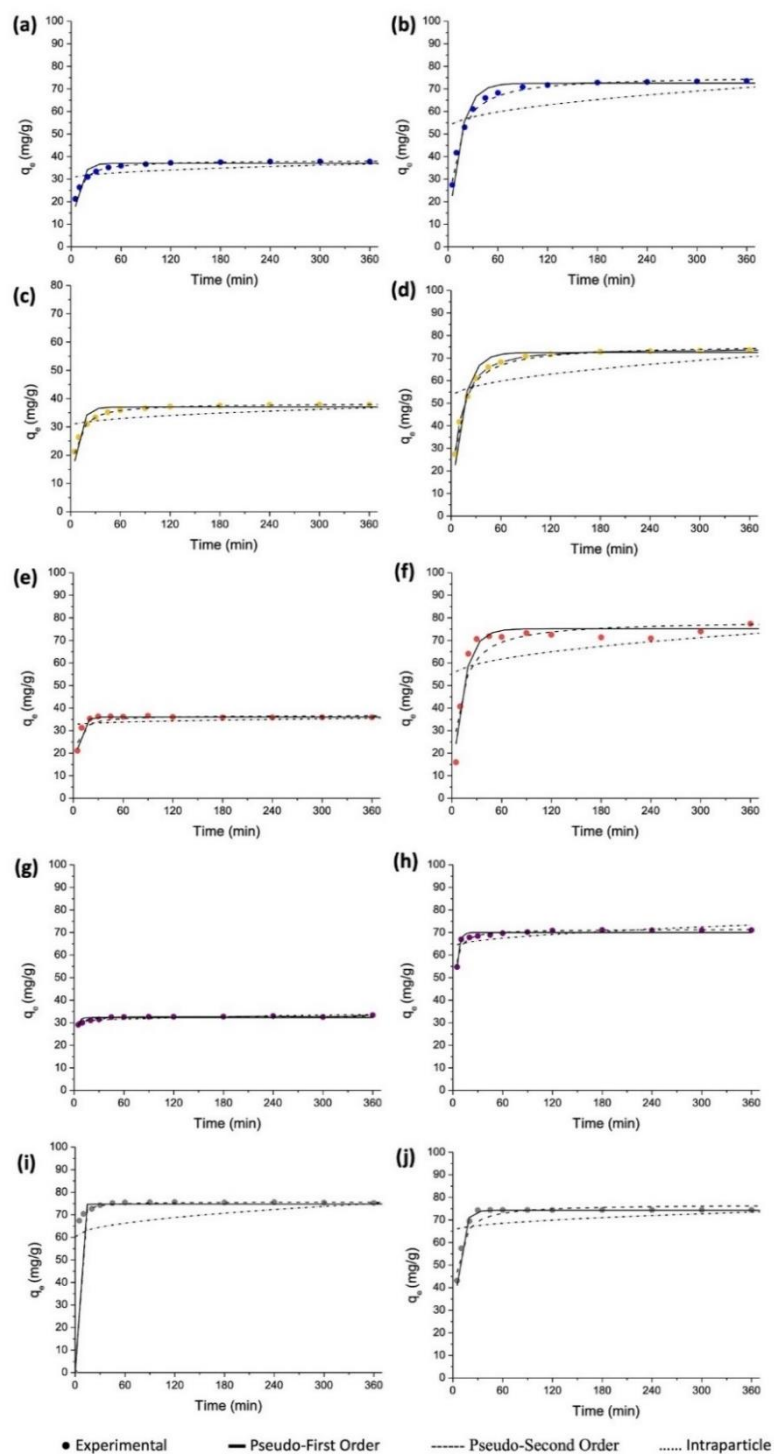 (a)
100
90
80
70
60
50
40
30
20
10
0
qe (mg/g)
0 60 120 180 240 300 360
Time (min)
(b)
100
90
80
70
60
50
40
30
20
10
0
qe (mg/g)
0 60 120 180 240 300 360
Time (min)
(c)
80
70
60
50
40
30
20
10
0
qe (mg/g)
0 60 120 180 240 300 360
Time (min)
(d)
100
90
80
70
60
50
40
30
20
10
0
qe (mg/g)
0 60 120 180 240 300 360
Time (min)
(e)
100
90
80
70
60
50
40
30
20
10
0
qe (mg/g)
0 60 120 180 240 300 360
Time (min)
(f)
100
90
80
70
60
50
40
30
20
10
0
qe (mg/g)
0 60 120 180 240 300 360
Time (min)
(g)
100
90
80
70
60
50
40
30
20
10
0
qe (mg/g)
0 60 120 180 240 300 360
Time (min)
(h)
100
90
80
70
60
50
40
30
20
10
0
qe (mg/g)
0 60 120 180 240 300 360
Time (min)
(i)
100
90
80
70
60
50
40
30
20
10
0
qe (mg/g)
0 60 120 180 240 300 360
Time (min)
(j)
100
90
80
70
60
50
40
30
20
10
0
qe (mg/g)
0 60 120 180 240 300 360
Time (min)
Experimental Pseudo-First Order Pseudo-Second Order Intraparticle